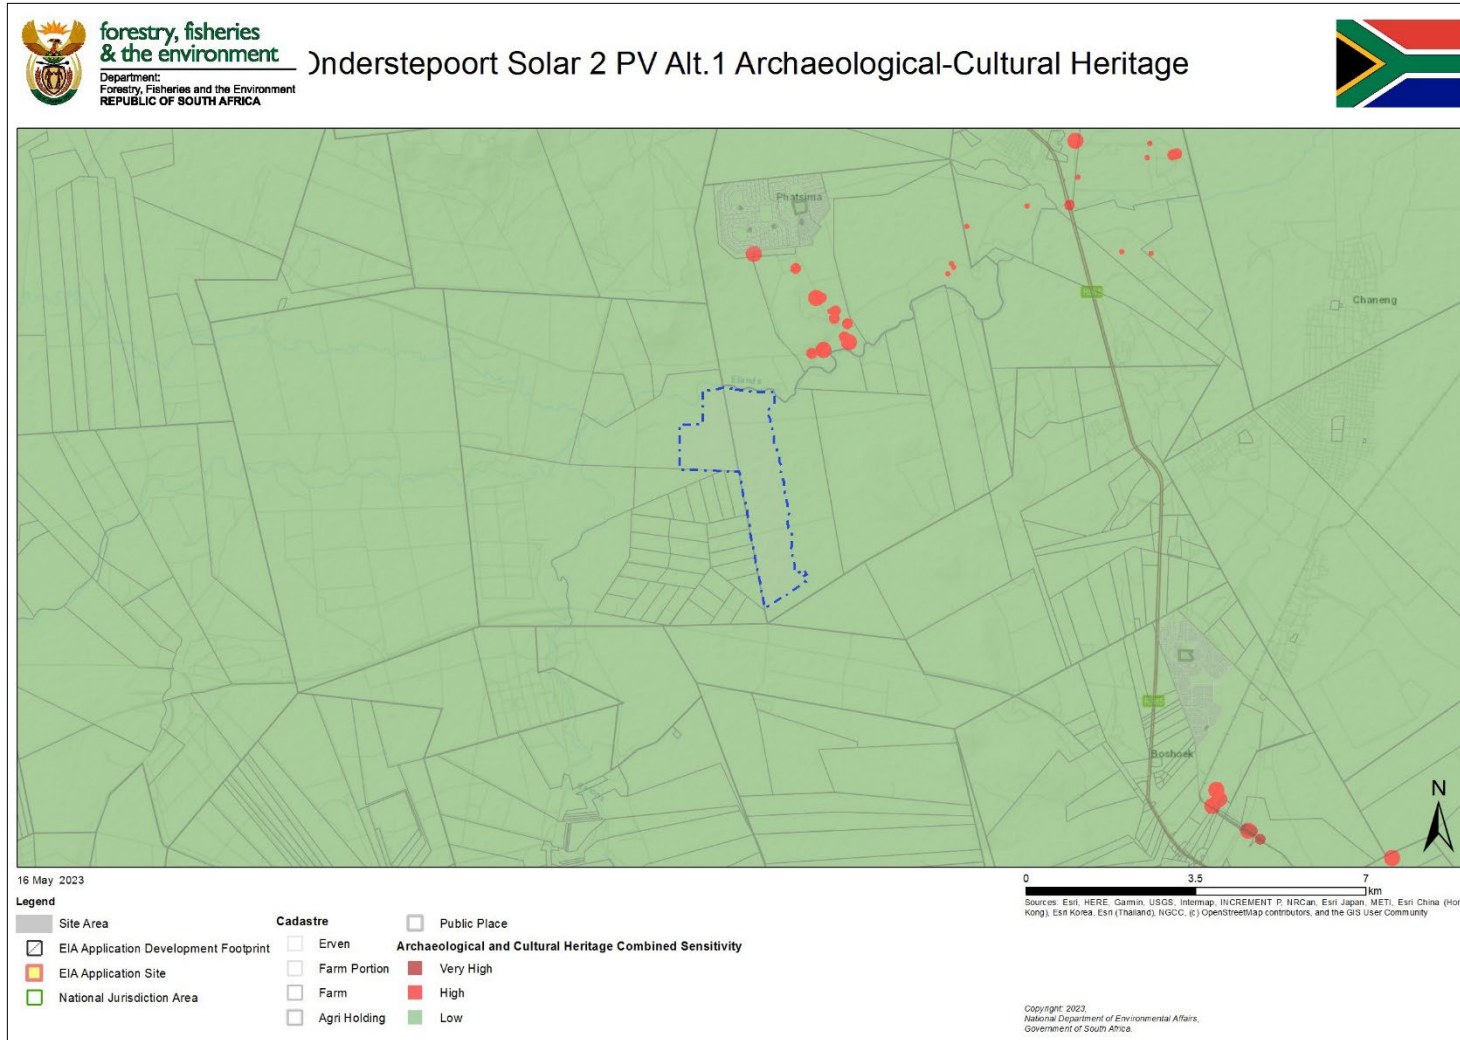 forestry, fisheries
& the environment
Department:
Forestry, Fisheries and the Environment
REPUBLIC OF SOUTH AFRICA
Onderstepoort Solar 2 PV Alt.1 Archaeological-Cultural Heritage
Phatsima
Chaneng
Elands
Boshoek
N
16 May 2023
0 3.5 7
km
Sources: Esri, HERE, Garmin, USGS, Intermap, INCREMENT P, NRCan, Esri Japan, METI, Esri China (Hon
Kong), Esri Korea, Esri (Thailand), NGCC, (c) OpenStreetMap contributors, and the GIS User Community
Legend
Site Area
EIA Application Development Footprint
EIA Application Site
National Jurisdiction Area
Cadastre
Erven
Farm Portion
Farm
Agri Holding
Public Place
Archaeological and Cultural Heritage Combined Sensitivity
Very High
High
Low
Copyright: 2023,
National Department of Environmental Affairs,
Government of South Africa.